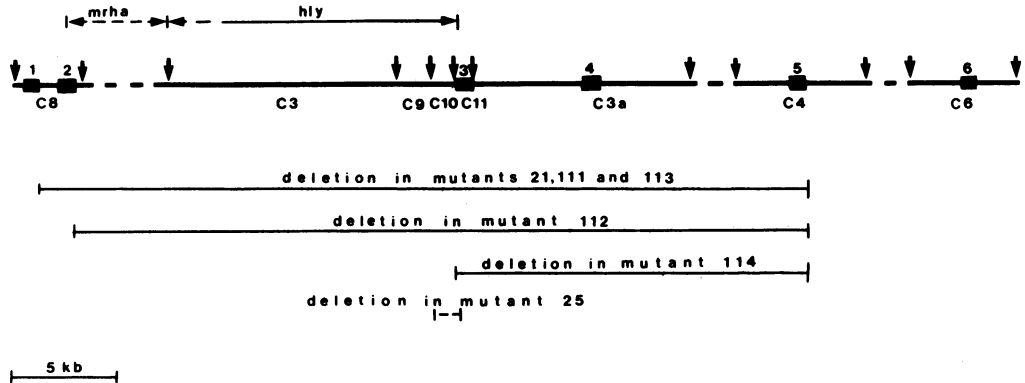 mrha hly
1 2 3 4 5 6
C8 C3 C9 C10 C11 C3a C4 C6
deletion in mutants 21,111 and 113
deletion in mutant 112
deletion in mutant 114
deletion in mutant 25
5 kb